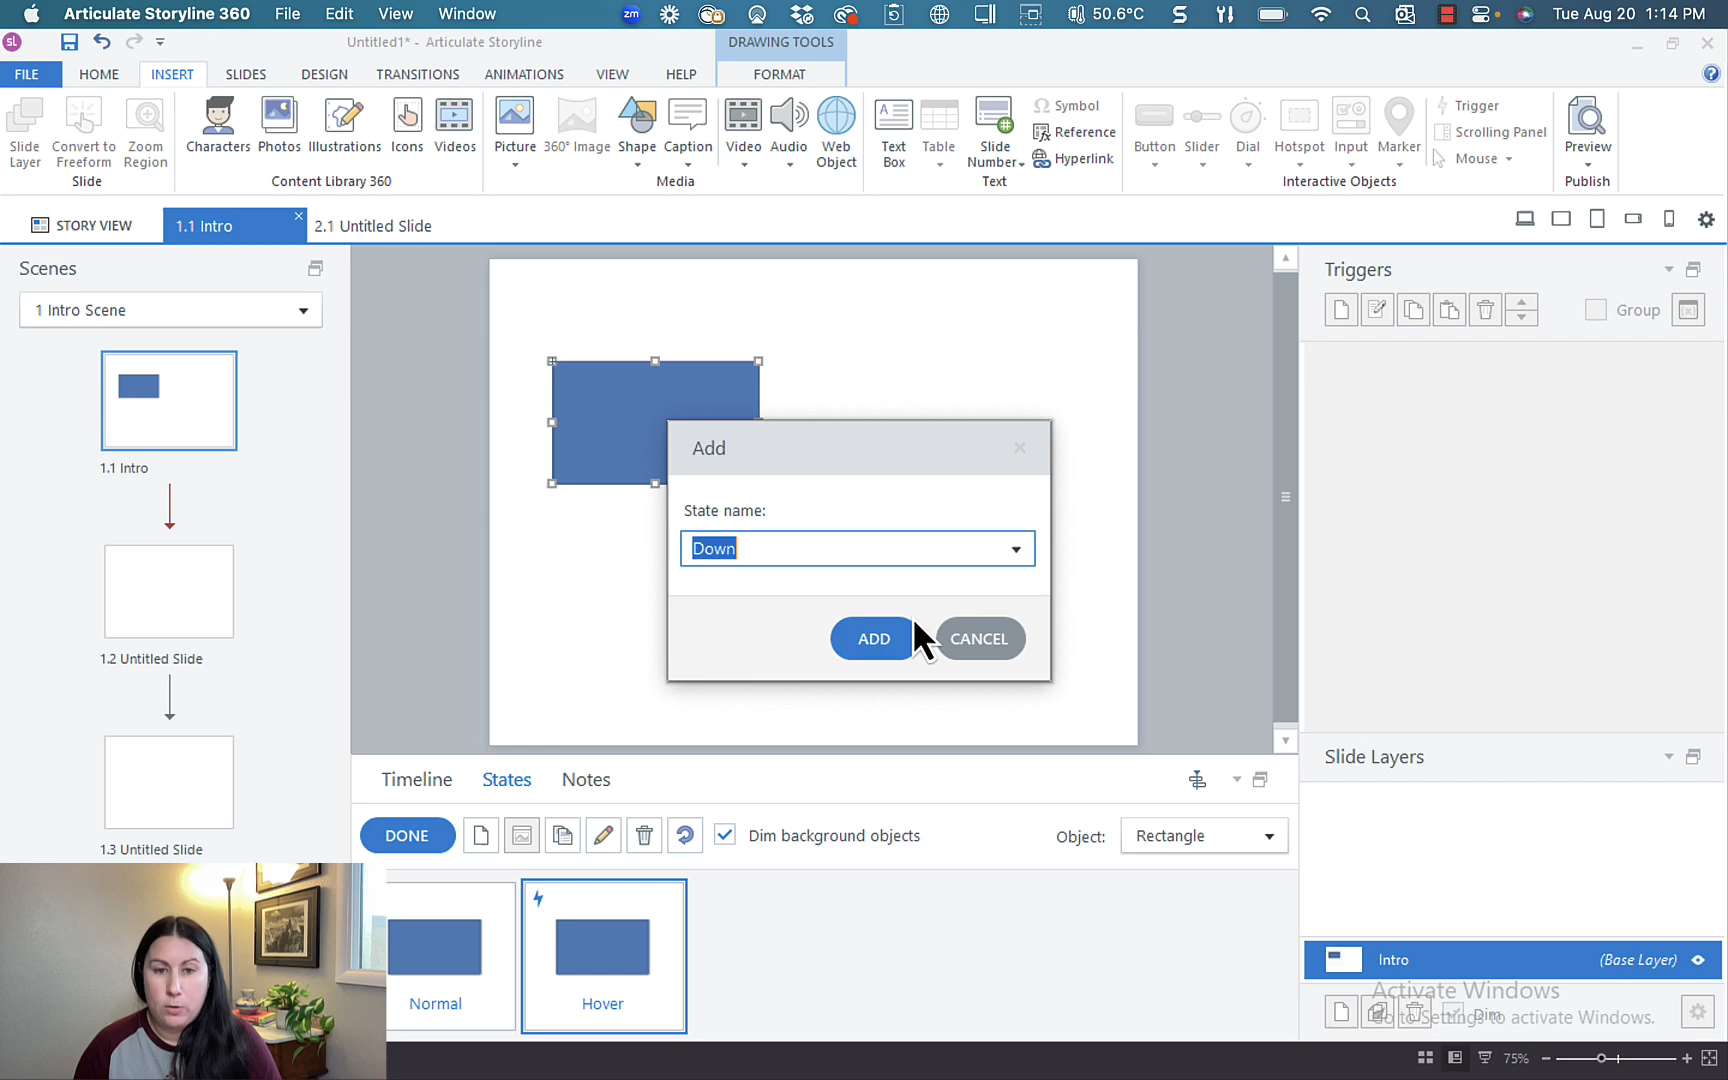 Articulate Storyline 360 File Edit View Window zm 50.6°C S Tue Aug 20 1:14 PM
sl Untitled1* - Articulate Storyline DRAWING TOOLS
FILE HOME INSERT SLIDES DESIGN TRANSITIONS ANIMATIONS VIEW HELP FORMAT
Slide Layer
Convert to Freeform
Zoom Region
Slide
Characters Photos Illustrations Icons Videos
Content Library 360
Picture 360° Image Shape Caption Video Audio Web Object
Media
Text Box
Table
Slide Number
Symbol
Reference
Hyperlink
Text
Button Slider Dial Hotspot Input Marker
Trigger
Scrolling Panel
Mouse
Interactive Objects
Preview
Publish
STORY VIEW 1.1 Intro 2.1 Untitled Slide
Scenes
1 Intro Scene
1.1 Intro
1.2 Untitled Slide
1.3 Untitled Slide
Add
State name:
Down
ADD CANCEL
Triggers
Group
Timeline States Notes
DONE Dim background objects Object: Rectangle
Normal Hover
Slide Layers
Intro (Base Layer)
Dim
Activate Windows
Go to Settings to activate Windows.
75%